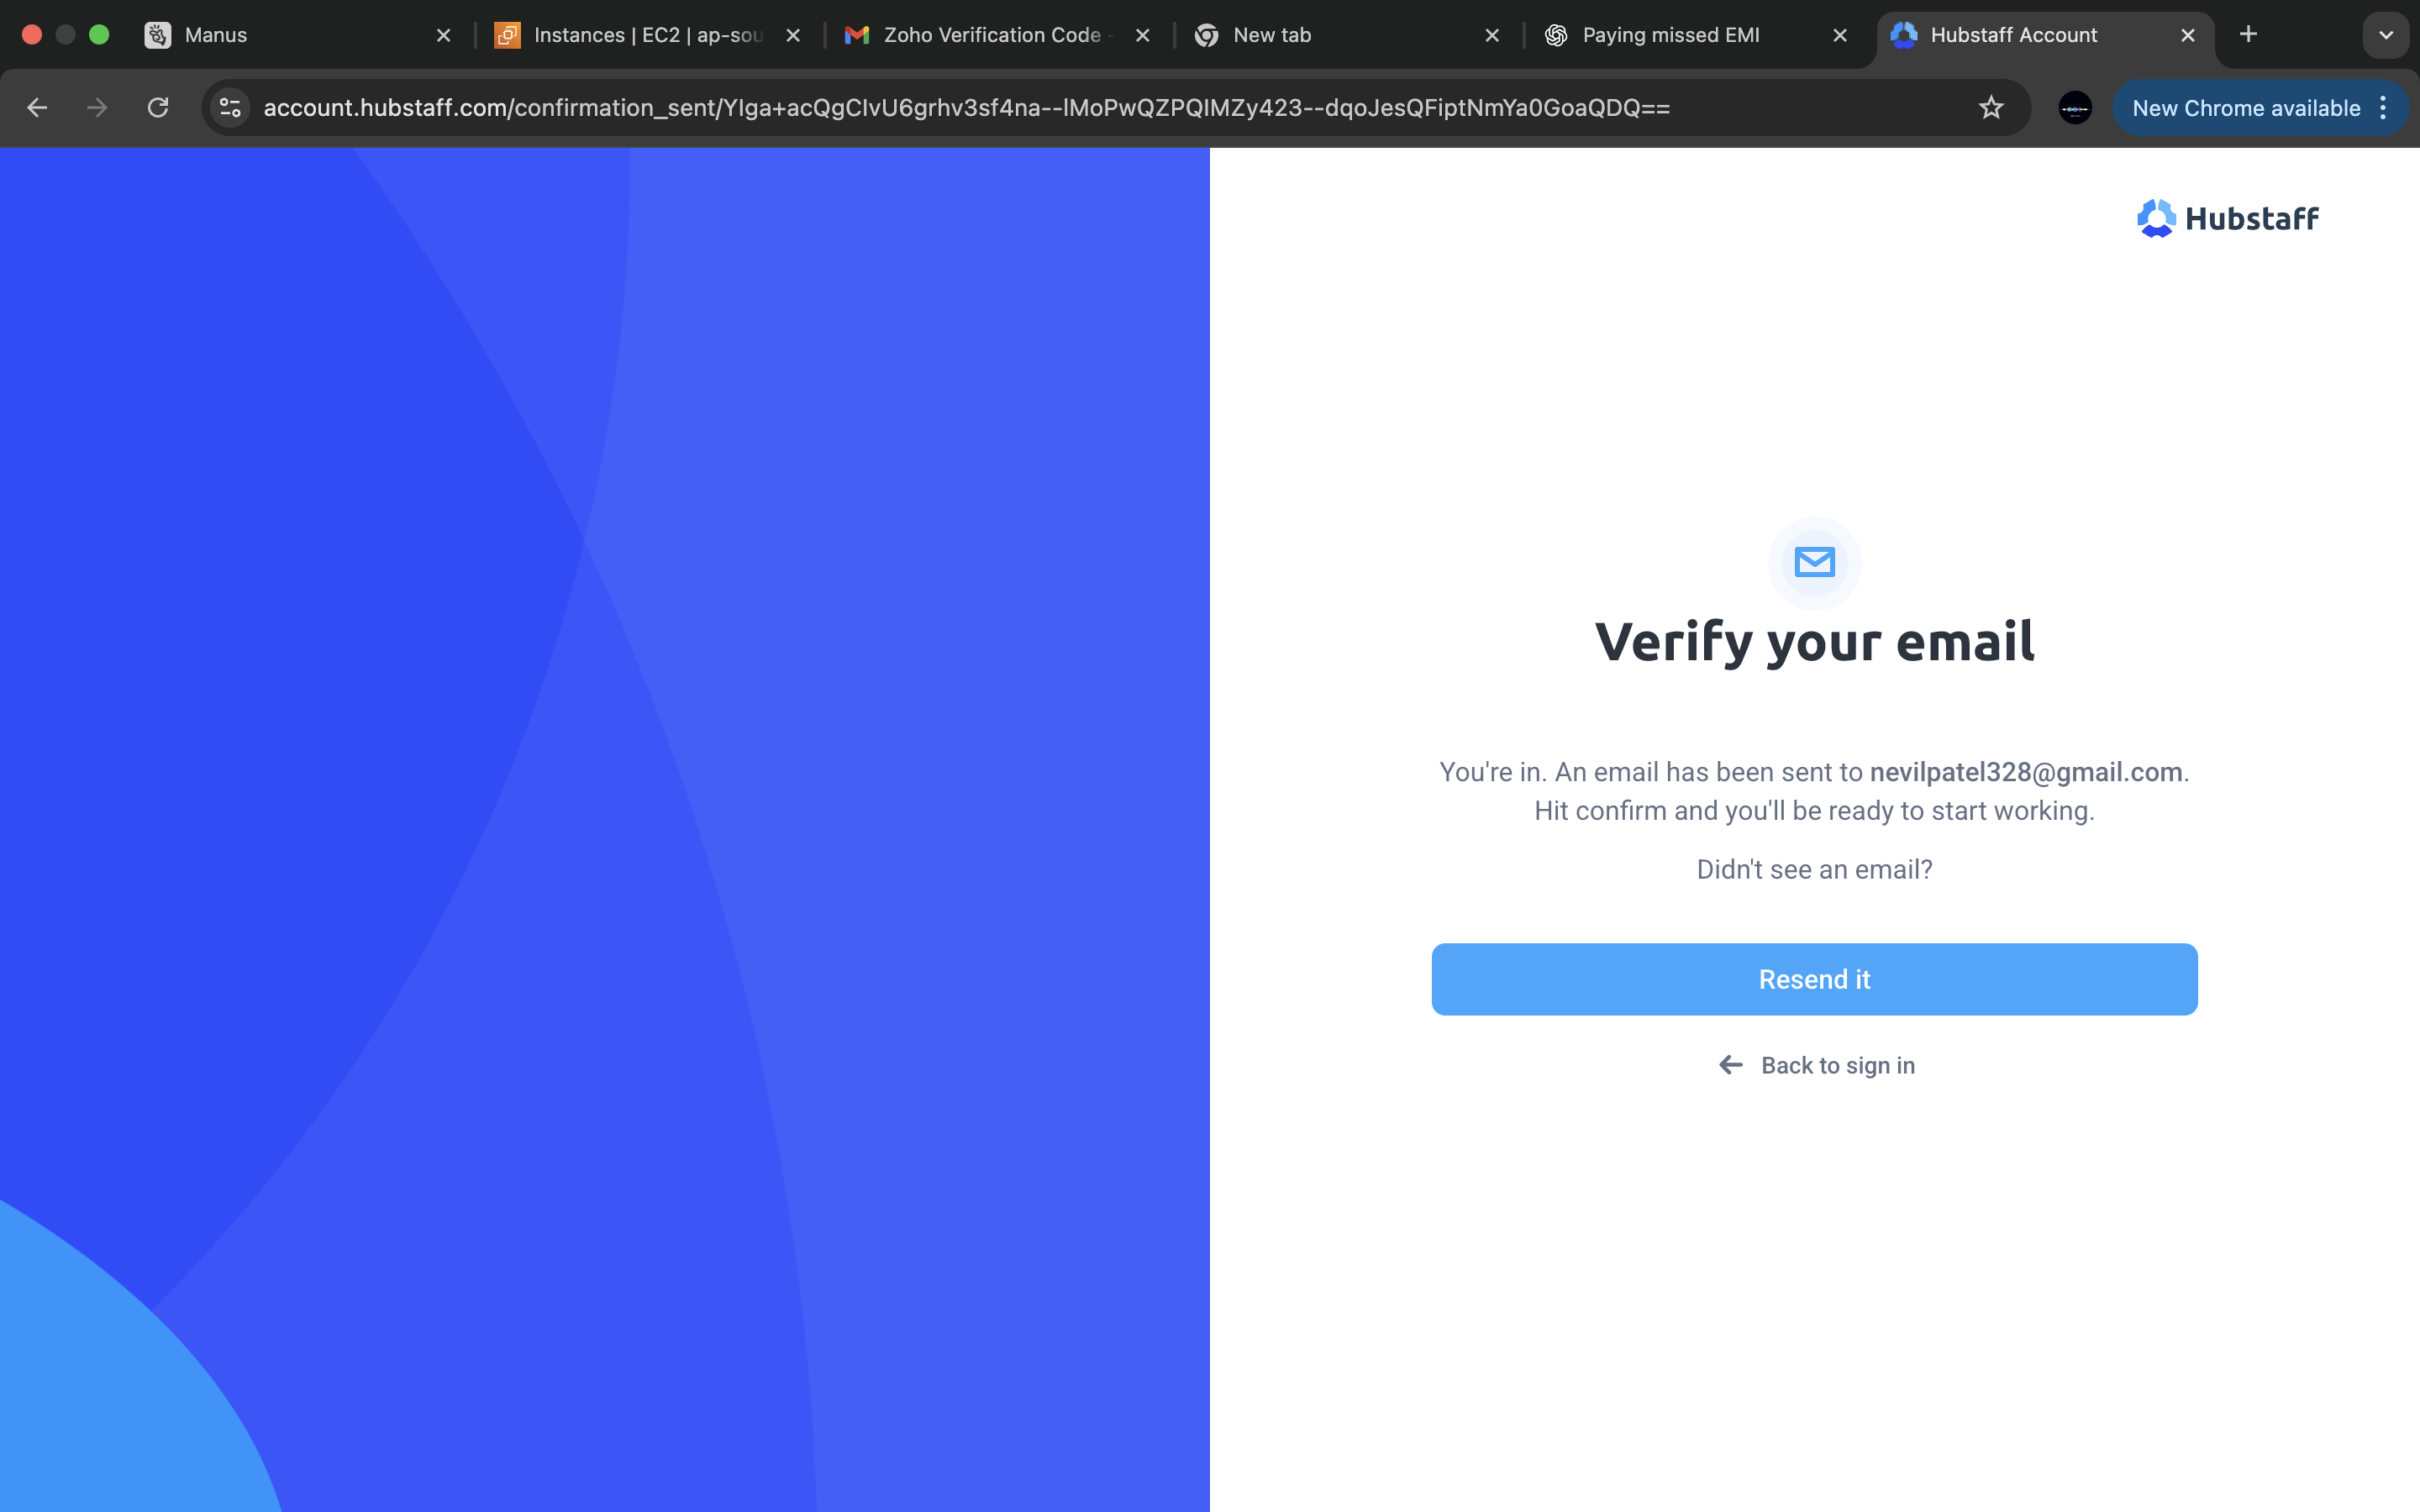 Manus
Instances | EC2 | ap-sou
Zoho Verification Code -
New tab
Paying missed EMI
Hubstaff Account
account.hubstaff.com/confirmation_sent/YIga+acQgCIvU6grhv3sf4na--IMoPwQZPQIMZy423--dqoJesQFiptNmYa0GoaQDQ==
New Chrome available
Hubstaff
Verify your email
You're in. An email has been sent to nevilpatel328@gmail.com.
Hit confirm and you'll be ready to start working.
Didn't see an email?
Resend it
Back to sign in